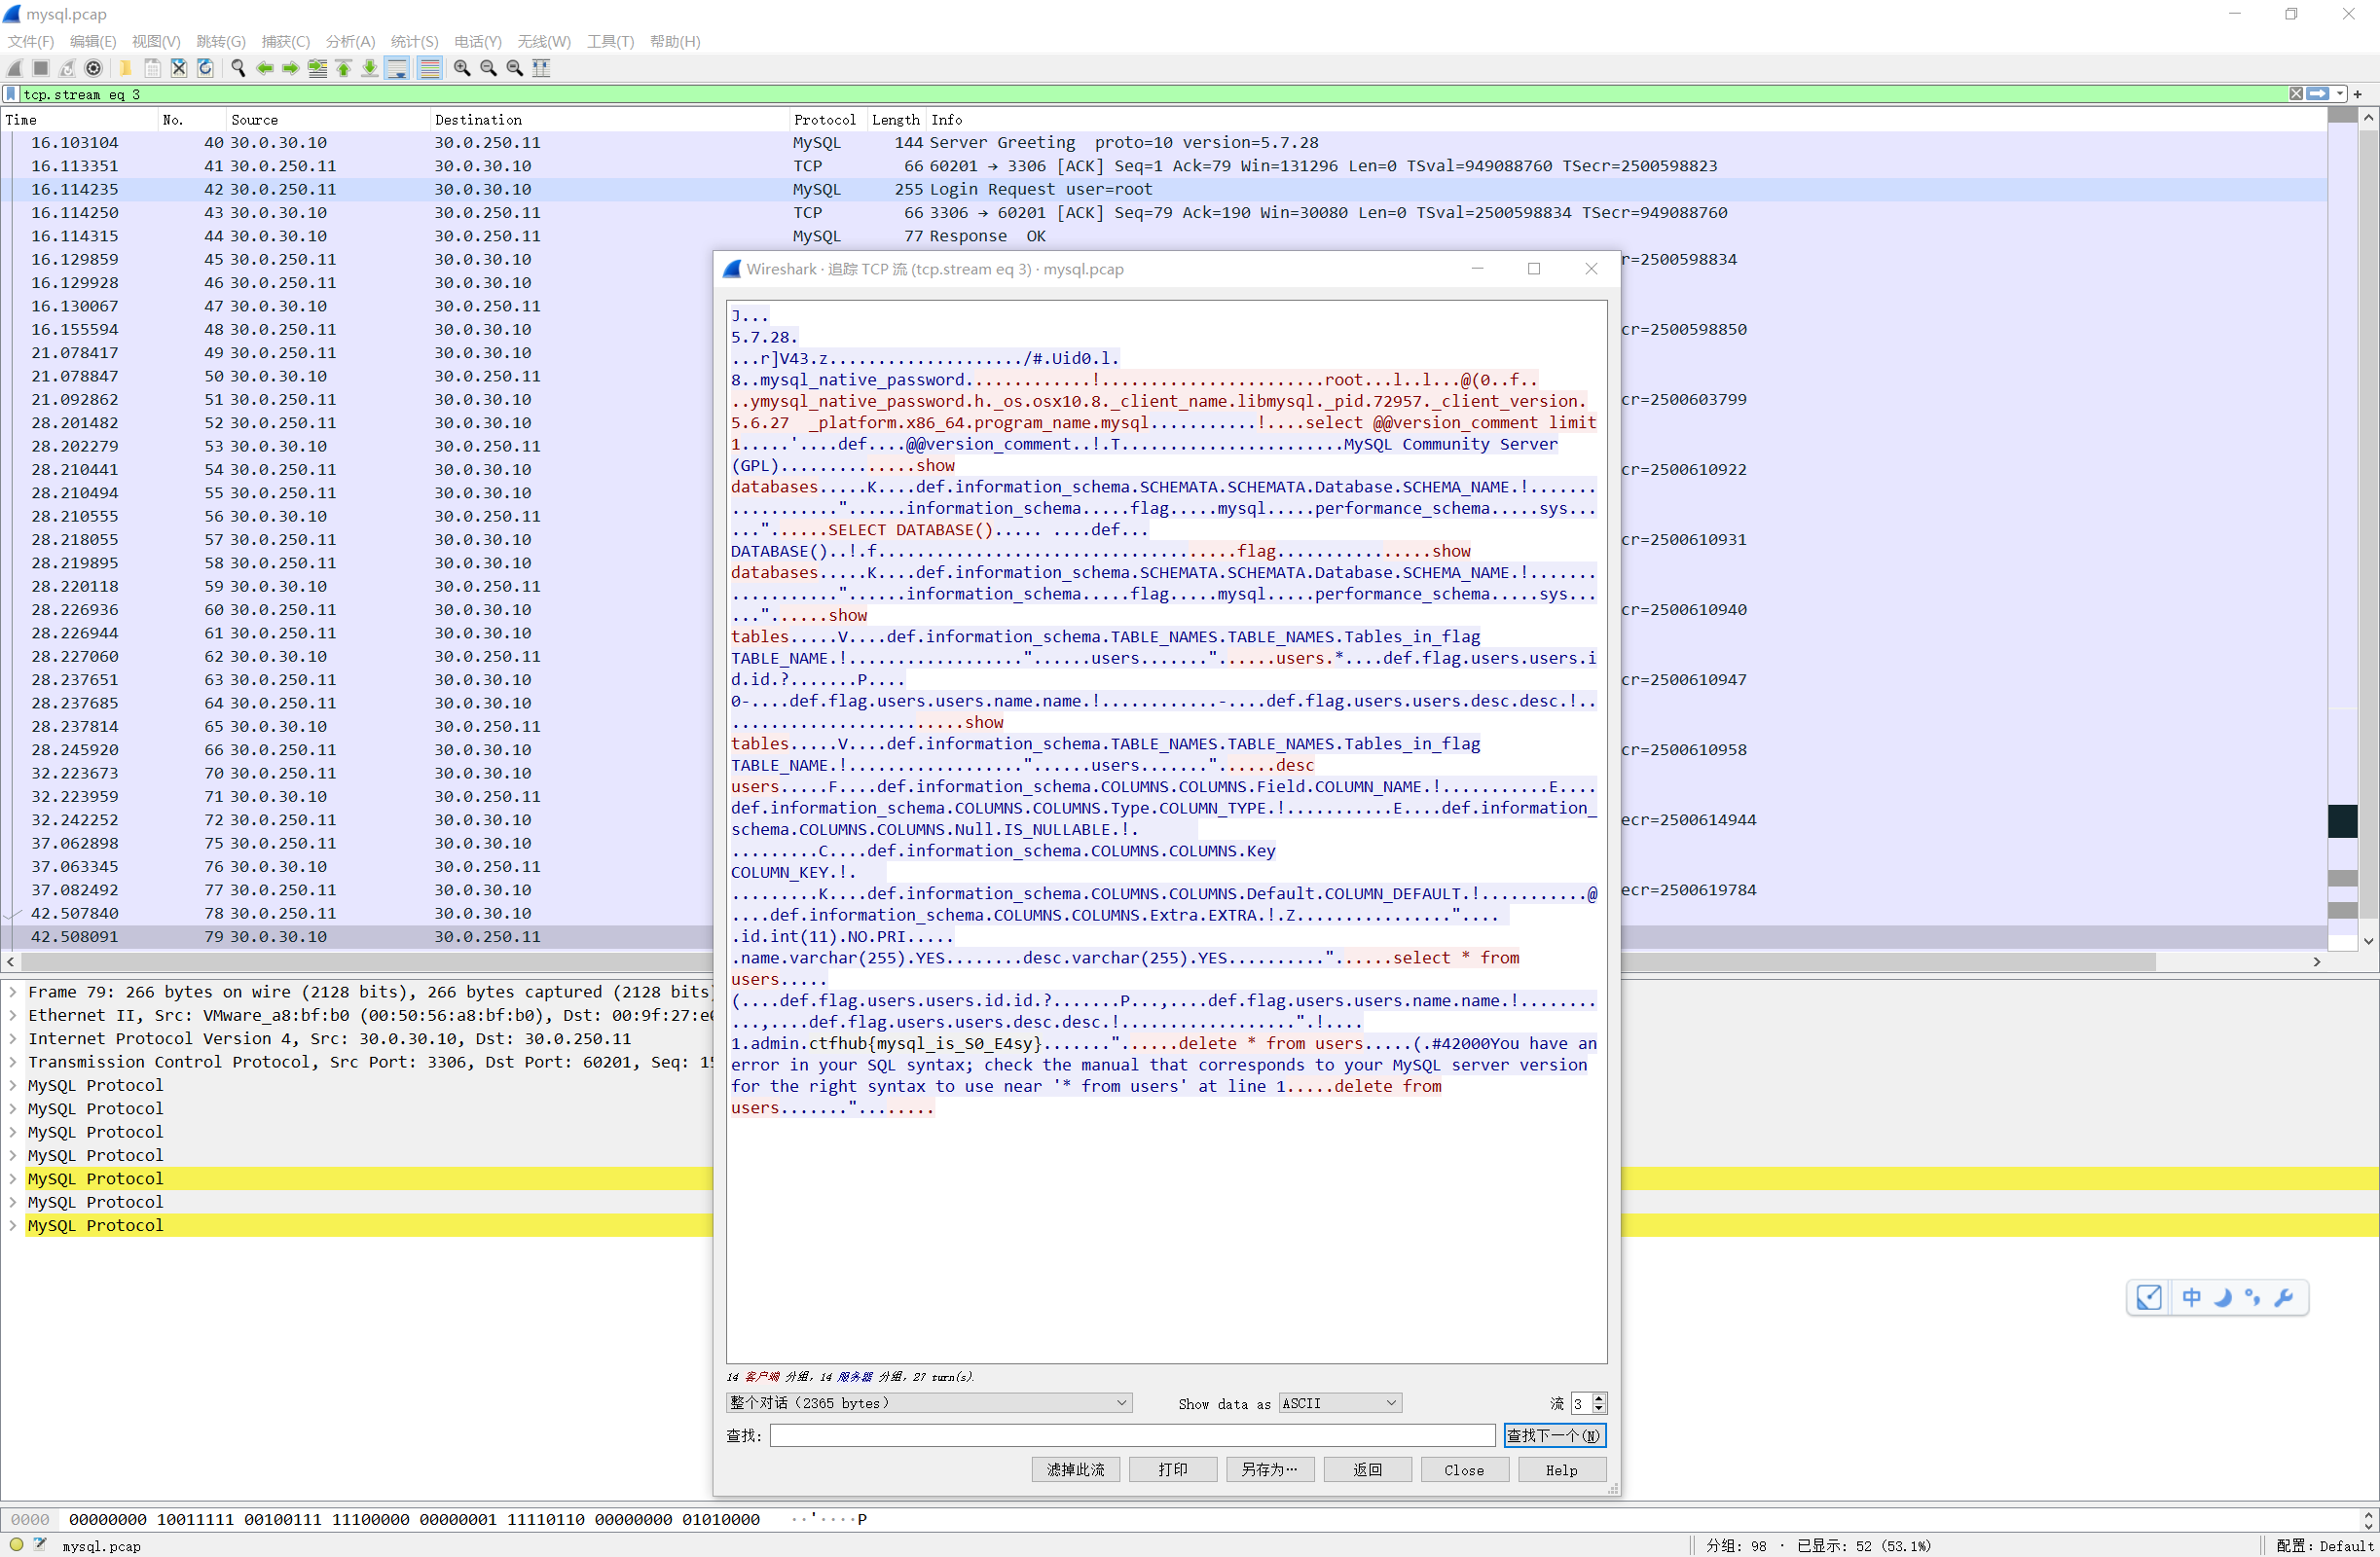 mysql.pcap
文件(F) 编辑(E) 视图(V) 跳转(G) 捕获(C) 分析(A) 统计(S) 电话(Y) 无线(W) 工具(T) 帮助(H)
tcp.stream eq 3
Time No. Source Destination Protocol Length Info
16.103104 40 30.0.30.10 30.0.250.11 MySQL 144 Server Greeting proto=10 version=5.7.28
16.113351 41 30.0.250.11 30.0.30.10 TCP 66 60201 → 3306 [ACK] Seq=1 Ack=79 Win=131296 Len=0 TSval=949088760 TSecr=2500598823
16.114235 42 30.0.250.11 30.0.30.10 MySQL 255 Login Request user=root
16.114250 43 30.0.30.10 30.0.250.11 TCP 66 3306 → 60201 [ACK] Seq=79 Ack=190 Win=30080 Len=0 TSval=2500598834 TSecr=949088760
16.114315 44 30.0.30.10 30.0.250.11 MySQL 77 Response OK
16.129859 45 30.0.250.11 30.0.30.10 r=2500598834
16.129928 46 30.0.250.11 30.0.30.10
16.130067 47 30.0.30.10 30.0.250.11
16.155594 48 30.0.250.11 30.0.30.10 cr=2500598850
21.078417 49 30.0.250.11 30.0.30.10
21.078847 50 30.0.30.10 30.0.250.11
21.092862 51 30.0.250.11 30.0.30.10 cr=2500603799
28.201482 52 30.0.250.11 30.0.30.10
28.202279 53 30.0.30.10 30.0.250.11
28.210441 54 30.0.250.11 30.0.30.10 cr=2500610922
28.210494 55 30.0.250.11 30.0.30.10
28.210555 56 30.0.30.10 30.0.250.11
28.218055 57 30.0.250.11 30.0.30.10 cr=2500610931
28.219895 58 30.0.250.11 30.0.30.10
28.220118 59 30.0.30.10 30.0.250.11
28.226936 60 30.0.250.11 30.0.30.10 cr=2500610940
28.226944 61 30.0.250.11 30.0.30.10
28.227060 62 30.0.30.10 30.0.250.11
28.237651 63 30.0.250.11 30.0.30.10 cr=2500610947
28.237685 64 30.0.250.11 30.0.30.10
28.237814 65 30.0.30.10 30.0.250.11
28.245920 66 30.0.250.11 30.0.30.10 cr=2500610958
32.223673 70 30.0.250.11 30.0.30.10
32.223959 71 30.0.30.10 30.0.250.11
32.242252 72 30.0.250.11 30.0.30.10 ecr=2500614944
37.062898 75 30.0.250.11 30.0.30.10
37.063345 76 30.0.30.10 30.0.250.11
37.082492 77 30.0.250.11 30.0.30.10 ecr=2500619784
42.507840 78 30.0.250.11 30.0.30.10
42.508091 79 30.0.30.10 30.0.250.11
Frame 79: 266 bytes on wire (2128 bits), 266 bytes captured (2128 bits)
Ethernet II, Src: VMware_a8:bf:b0 (00:50:56:a8:bf:b0), Dst: 00:9f:27:e0
Internet Protocol Version 4, Src: 30.0.30.10, Dst: 30.0.250.11
Transmission Control Protocol, Src Port: 3306, Dst Port: 60201, Seq: 15
MySQL Protocol
MySQL Protocol
MySQL Protocol
MySQL Protocol
MySQL Protocol
MySQL Protocol
MySQL Protocol
Wireshark · 追踪 TCP 流 (tcp.stream eq 3) · mysql.pcap
J...
5.7.28.
...r]V43.z..................../#.Uid0.l.
8..mysql_native_password.............!.......................root...l..l...@(0..f..
..ymysql_native_password.h._os.osx10.8._client_name.libmysql._pid.72957._client_version.
5.6.27 _platform.x86_64.program_name.mysql...........!....select @@version_comment limit
1.....'....def....@@version_comment..!.T.......................MySQL Community Server
(GPL)..............show
databases.....K....def.information_schema.SCHEMATA.SCHEMATA.Database.SCHEMA_NAME.!.......
..........."......information_schema.....flag.....mysql.....performance_schema.....sys...
..."......SELECT DATABASE()..... ....def...
DATABASE()..!.f.....................................flag................show
databases.....K....def.information_schema.SCHEMATA.SCHEMATA.Database.SCHEMA_NAME.!.......
..........."......information_schema.....flag.....mysql.....performance_schema.....sys...
..."......show
tables.....V....def.information_schema.TABLE_NAMES.TABLE_NAMES.Tables_in_flag
TABLE_NAME.!.................."......users......."......users.*....def.flag.users.users.i
d.id.?.......P....
0-....def.flag.users.users.name.name.!............-....def.flag.users.users.desc.desc.!..
........................show
tables.....V....def.information_schema.TABLE_NAMES.TABLE_NAMES.Tables_in_flag
TABLE_NAME.!.................."......users......."......desc
users.....F....def.information_schema.COLUMNS.COLUMNS.Field.COLUMN_NAME.!...........E....
def.information_schema.COLUMNS.COLUMNS.Type.COLUMN_TYPE.!...........E....def.information_
schema.COLUMNS.COLUMNS.Null.IS_NULLABLE.!.
.........C....def.information_schema.COLUMNS.COLUMNS.Key
COLUMN_KEY.!.
.........K....def.information_schema.COLUMNS.COLUMNS.Default.COLUMN_DEFAULT.!...........@
....def.information_schema.COLUMNS.COLUMNS.Extra.EXTRA.!.Z................"....
.id.int(11).NO.PRI.....
.name.varchar(255).YES........desc.varchar(255).YES.........."......select * from
users.....
(....def.flag.users.users.id.id.?.......P...,....def.flag.users.users.name.name.!........
...,....def.flag.users.users.desc.desc.!..................".!....
1.admin.ctfhub{mysql_is_S0_E4sy}......."......delete * from users.....(.#42000You have an
error in your SQL syntax; check the manual that corresponds to your MySQL server version
for the right syntax to use near '* from users' at line 1.....delete from
users......."........
14 客户端 分组, 14 服务器 分组, 27 turn(s).
整个对话 (2365 bytes) Show data as ASCII 流 3
查找: 查找下一个(N)
滤掉此流 打印 另存为… 返回 Close Help
中
0000 00000000 10011111 00100111 11100000 00000001 11110110 00000000 01010000 ··'····P
mysql.pcap 分组: 98 · 已显示: 52 (53.1%) 配置: Default